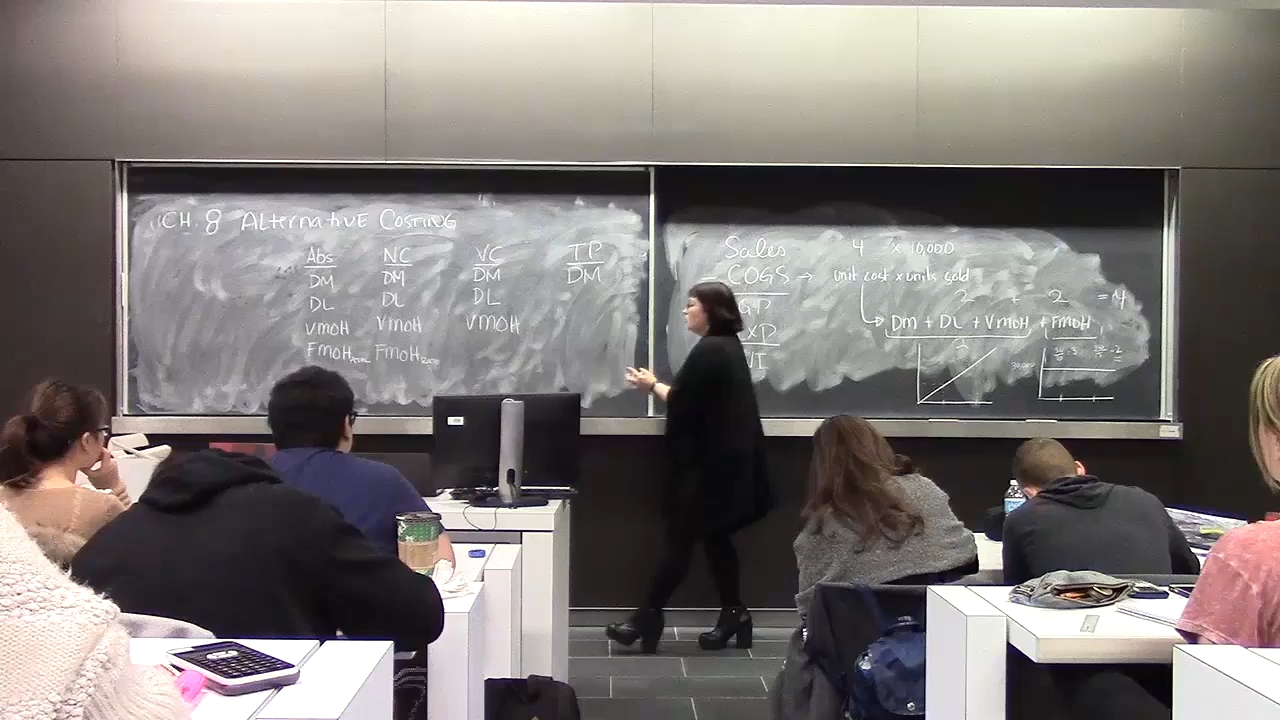 CH. 8 Alternative Costing
Abs NC VC TP
DM DM DM DM
DL DL DL
VMOH VMOH VMOH
FMOH FMOH RATE
Sales 4 x 10,000
- COGS → unit cost x units sold
GP 2 + 2 = 4
DM + DL + VMOH + FMOH
XP
NI